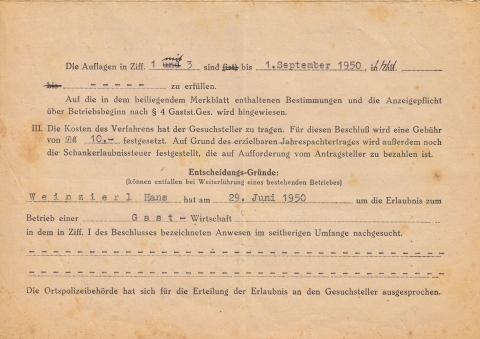 Die Auflagen in Ziff. 1 mit 3 sind bis 1.September 1950,
bis - - - - - zu erfüllen.
Auf die in dem beiliegendem Merkblatt enthaltenen Bestimmungen und die Anzeigepflicht
über Betriebsbeginn nach § 4 Gastst.Ges. wird hingewiesen.
III. Die Kosten des Verfahrens hat der Gesuchsteller zu tragen. Für diesen Beschluß wird eine Gebühr
von 10,- festgesetzt. Auf Grund des erzielbaren Jahrespachtertrages wird außerdem noch
die Schankerlaubnissteuer festgestellt, die auf Aufforderung vom Antragsteller zu bezahlen ist.
Entscheidungs-Gründe:
(können entfallen bei Weiterführung eines bestehenden Betriebes)
Weinzierl Hans hat am 29. Juni 1950 um die Erlaubnis zum
Betrieb einer Gast - Wirtschaft
in dem in Ziff. I des Beschlusses bezeichneten Anwesen im seitherigen Umfange nachgesucht.
Die Ortspolizeibehörde hat sich für die Erteilung der Erlaubnis an den Gesuchsteller ausgesprochen.